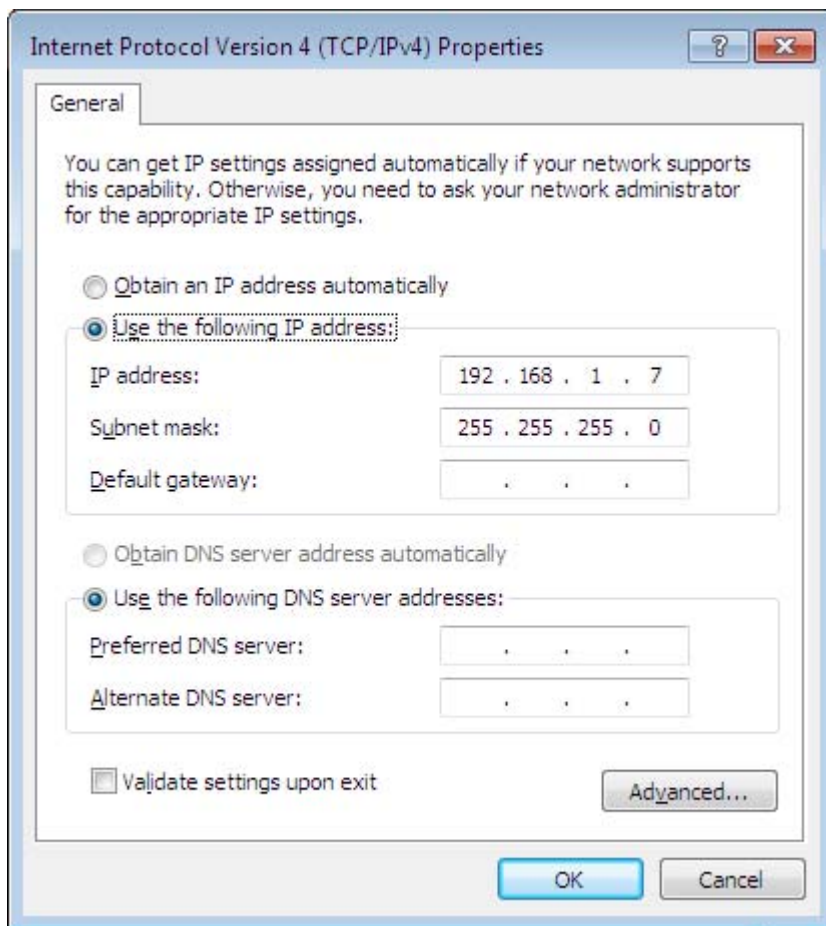 Internet Protocol Version 4 (TCP/IPv4) Properties
General
You can get IP settings assigned automatically if your network supports
this capability. Otherwise, you need to ask your network administrator
for the appropriate IP settings.
Obtain an IP address automatically
Use the following IP address:
IP address: 192 . 168 . 1 . 7
Subnet mask: 255 . 255 . 255 . 0
Default gateway: . . .
Obtain DNS server address automatically
Use the following DNS server addresses:
Preferred DNS server: . . .
Alternate DNS server: . . .
Validate settings upon exit
Advanced...
OK Cancel